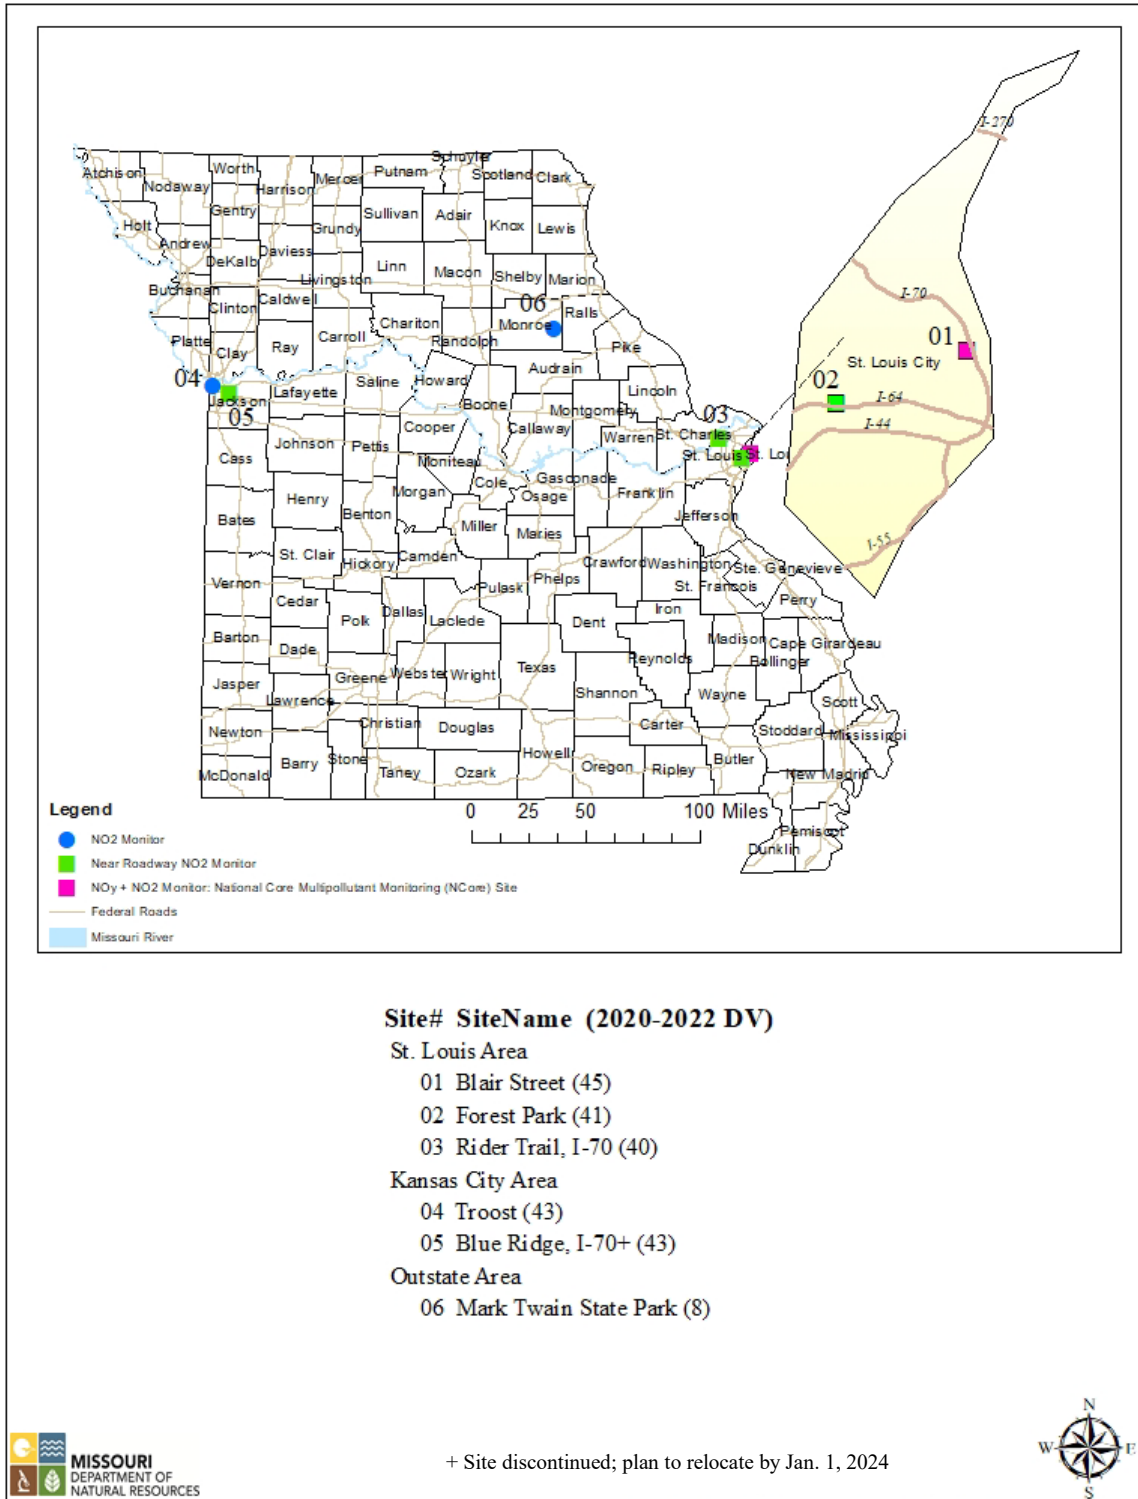 I-270
Schuyler
Atchison
Worth
Mercer
Putnam
Scotland
Clark
Nodaway
Harrison
Gentry
Sullivan
Adair
Holt
Grundy
Knox
Lewis
Andrew
Daviess
DeKalb
Linn
Macon
Shelby
Marion
Livingston
Buchanan
Caldwell
Clinton
06
Ralls
I-70
Chariton
Monroe
Carroll
Randolph
Platte
Ray
Clay
Pike
01
St. Louis City
Audrain
04
Saline
Howard
02
Lafayette
Lincoln
Jackson
Boone
I-64
Montgomery
05
03
Cooper
Callaway
I-44
Warren
St. Charles
Johnson
Pettis
Cass
Moniteau
St. Louis
St. Lou
Cole
Gasconade
Morgan
Osage
Franklin
Henry
Benton
Jefferson
Bates
Miller
Maries
I-55
St. Clair
Camden
Hickory
Crawford
Washington
Ste. Genevieve
Vernon
Phelps
Pulask
St. Francois
Cedar
Perry
Dallas
Iron
Polk
Laclede
Dent
Barton
Madison
Cape Girardeau
Dade
Reynolds
Bollinger
Texas
Webster
Wright
Greene
Jasper
Shannon
Wayne
Lawrence
Scott
Christian
Douglas
Carter
Newton
Stoddard
Mississippi
Howell
Stone
Barry
Butler
Oregon
Ripley
McDonald
Taney
Ozark
New Madrid
Pemiscot
Dunklin
0 25 50 100 Miles
Legend
NO2 Monitor
Near Roadway NO2 Monitor
NOy + NO2 Monitor: National Core Multipollutant Monitoring (NCore) Site
Federal Roads
Missouri River
Site# SiteName (2020-2022 DV)
St. Louis Area
01 Blair Street (45)
02 Forest Park (41)
03 Rider Trail, I-70 (40)
Kansas City Area
04 Troost (43)
05 Blue Ridge, I-70+ (43)
Outstate Area
06 Mark Twain State Park (8)
MISSOURI
DEPARTMENT OF
NATURAL RESOURCES
+ Site discontinued; plan to relocate by Jan. 1, 2024
N
W E
S